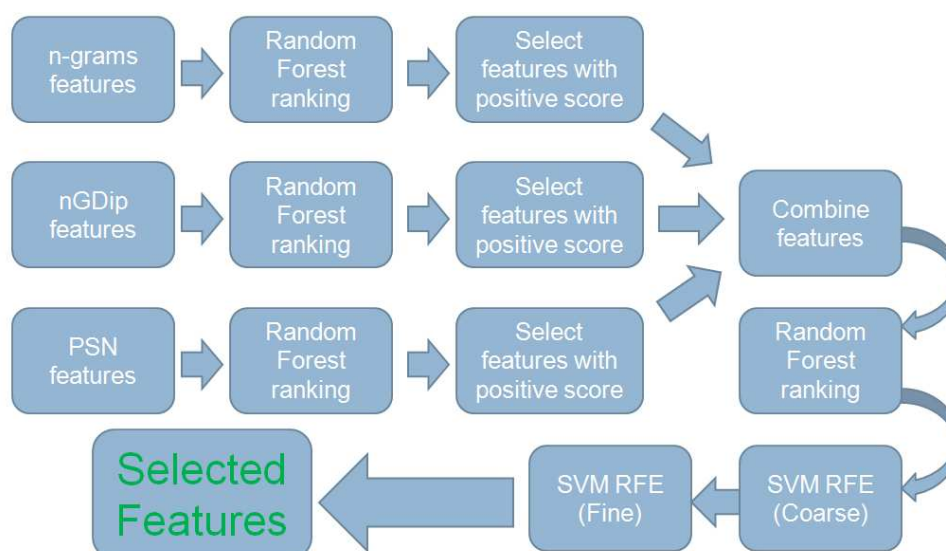 n-grams
features
Random
Forest
ranking
Select
features with
positive score
nGDip
features
Random
Forest
ranking
Select
features with
positive score
Combine
features
PSN
features
Random
Forest
ranking
Select
features with
positive score
Random
Forest
ranking
SVM RFE
(Coarse)
SVM RFE
(Fine)
Selected
Features